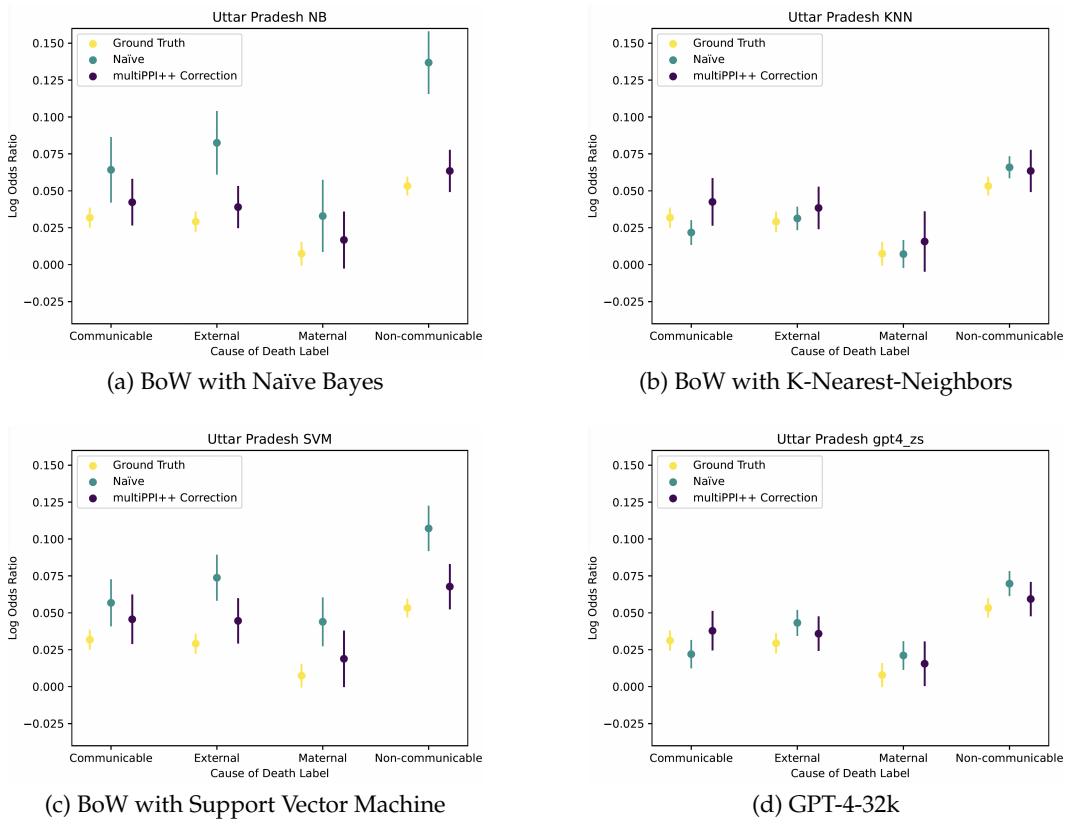 Uttar Pradesh NB
0.150
0.125
0.100
0.075
0.050
0.025
0.000
−0.025
Log Odds Ratio
Ground Truth
Naïve
multiPPI++ Correction
Communicable
External
Maternal
Non-communicable
Cause of Death Label
(a) BoW with Naïve Bayes
Uttar Pradesh KNN
0.150
0.125
0.100
0.075
0.050
0.025
0.000
−0.025
Log Odds Ratio
Ground Truth
Naïve
multiPPI++ Correction
Communicable
External
Maternal
Non-communicable
Cause of Death Label
(b) BoW with K-Nearest-Neighbors
Uttar Pradesh SVM
0.150
0.125
0.100
0.075
0.050
0.025
0.000
−0.025
Log Odds Ratio
Ground Truth
Naïve
multiPPI++ Correction
Communicable
External
Maternal
Non-communicable
Cause of Death Label
(c) BoW with Support Vector Machine
Uttar Pradesh gpt4_zs
0.150
0.125
0.100
0.075
0.050
0.025
0.000
−0.025
Log Odds Ratio
Ground Truth
Naïve
multiPPI++ Correction
Communicable
External
Maternal
Non-communicable
Cause of Death Label
(d) GPT-4-32k